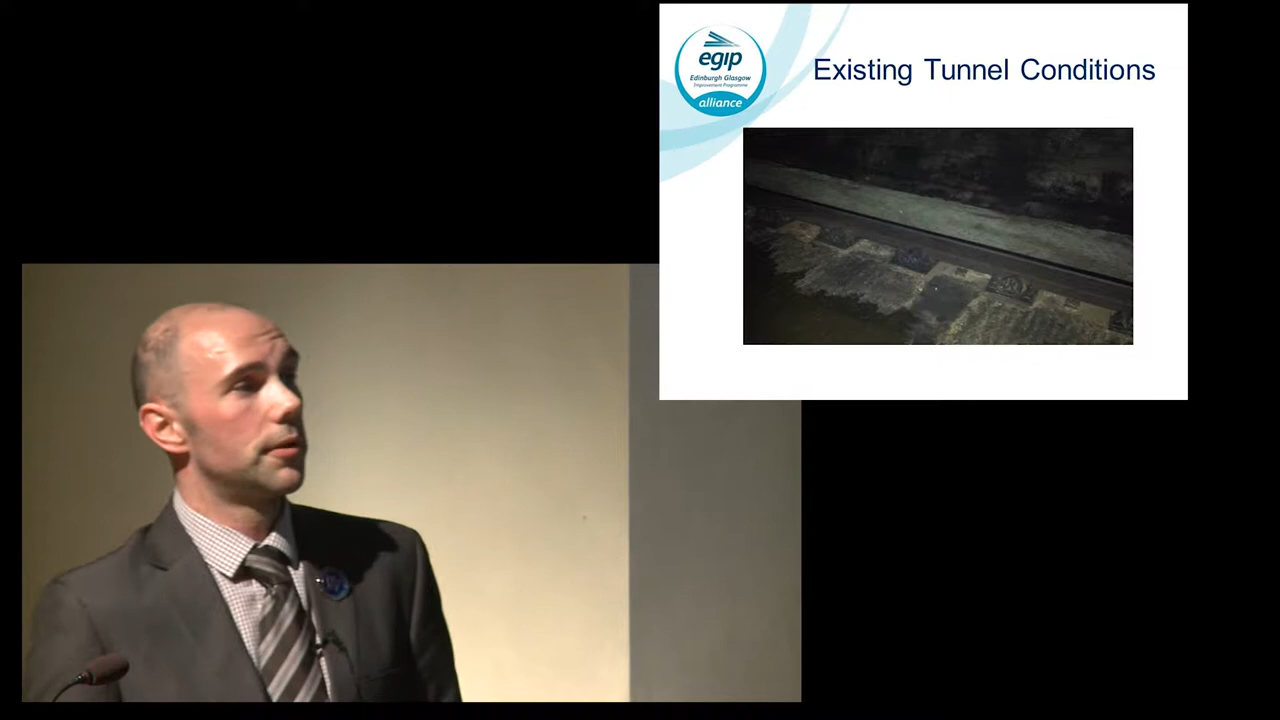 egip
Edinburgh Glasgow
Improvement Programme
alliance
Existing Tunnel Conditions